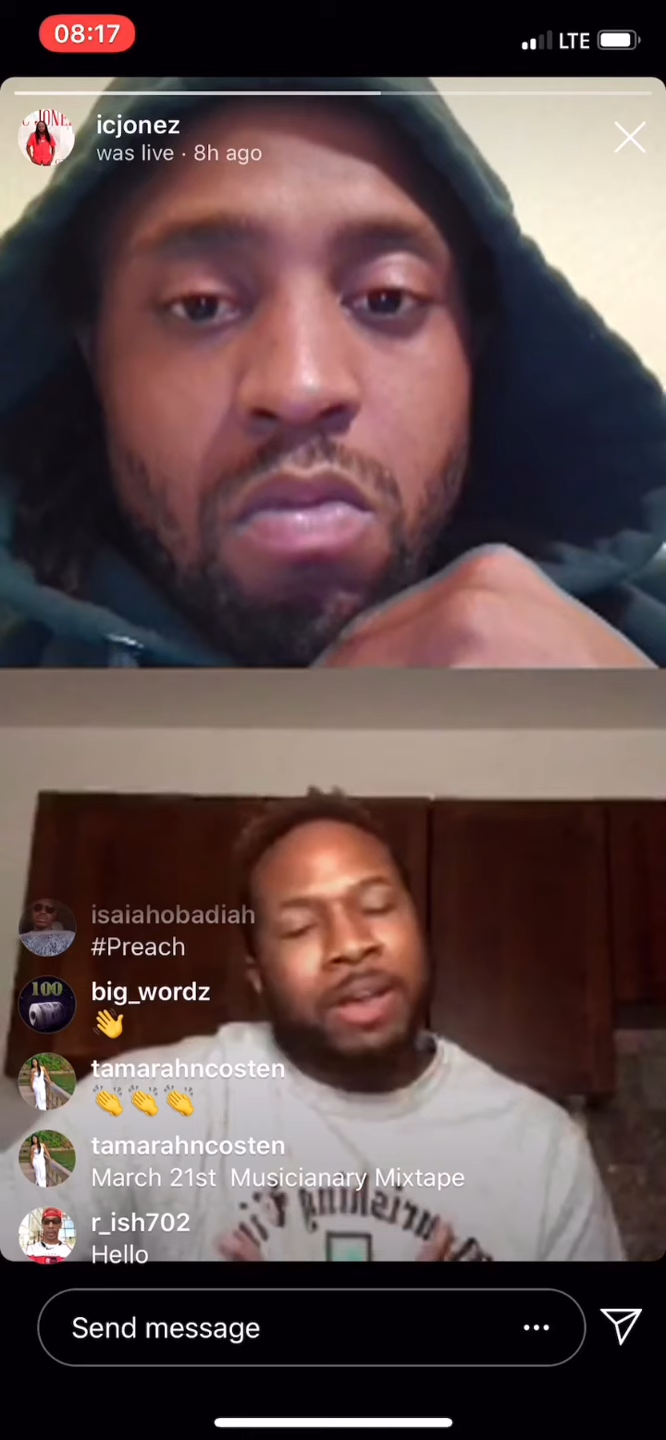 08:17
LTE
icjonez
was live · 8h ago
isaiahobadiah
#Preach
100
big_wordz
👋
tamarahncosten
👏👏👏
tamarahncosten
March 21st Musicianary Mixtape
r_ish702
Hello
Send message